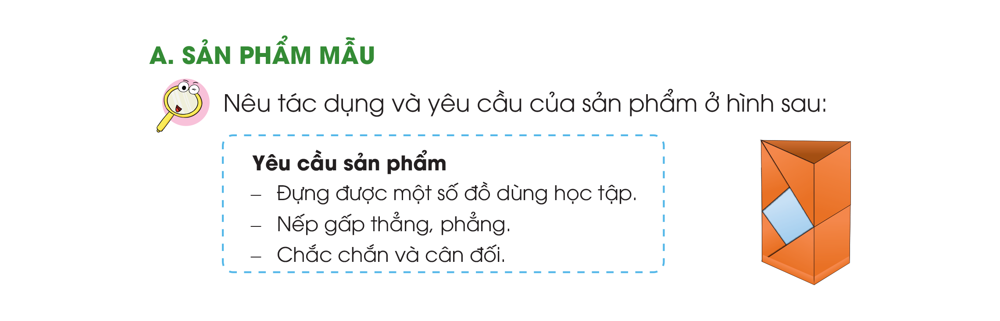 A. SẢN PHẨM MẪU
Nêu tác dụng và yêu cầu của sản phẩm ở hình sau:
Yêu cầu sản phẩm
– Đựng được một số đồ dùng học tập.
– Nếp gấp thẳng, phẳng.
– Chắc chắn và cân đối.